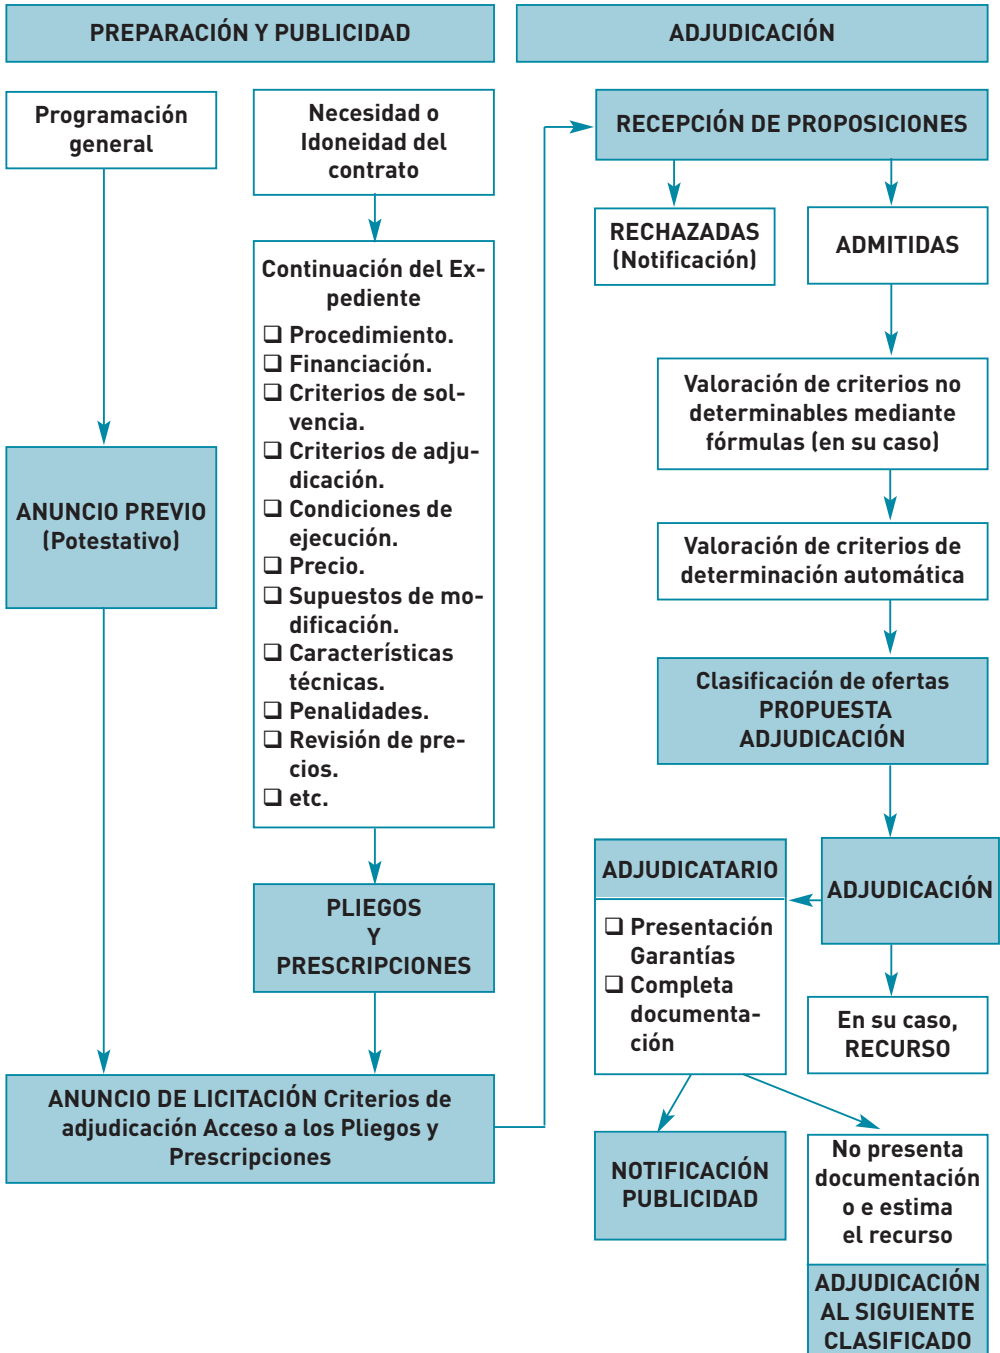 PREPARACIÓN Y PUBLICIDAD
Programación
general
Necesidad o
Idoneidad del
contrato
Continuación del Ex-
pediente
❑ Procedimiento.
❑ Financiación.
❑ Criterios de sol-
vencia.
❑ Criterios de adju-
dicación.
❑ Condiciones de
ejecución.
❑ Precio.
❑ Supuestos de mo-
dificación.
❑ Características
técnicas.
❑ Penalidades.
❑ Revisión de pre-
cios.
❑ etc.
ANUNCIO PREVIO
(Potestativo)
PLIEGOS
Y
PRESCRIPCIONES
ANUNCIO DE LICITACIÓN Criterios de
adjudicación Acceso a los Pliegos y
Prescripciones
ADJUDICACIÓN
RECEPCIÓN DE PROPOSICIONES
RECHAZADAS
(Notificación)
ADMITIDAS
Valoración de criterios no
determinables mediante
fórmulas (en su caso)
Valoración de criterios de
determinación automática
Clasificación de ofertas
PROPUESTA
ADJUDICACIÓN
ADJUDICACIÓN
ADJUDICATARIO
❑ Presentación
Garantías
❑ Completa
documenta-
ción
En su caso,
RECURSO
NOTIFICACIÓN
PUBLICIDAD
No presenta
documentación
o e estima
el recurso
ADJUDICACIÓN
AL SIGUIENTE
CLASIFICADO